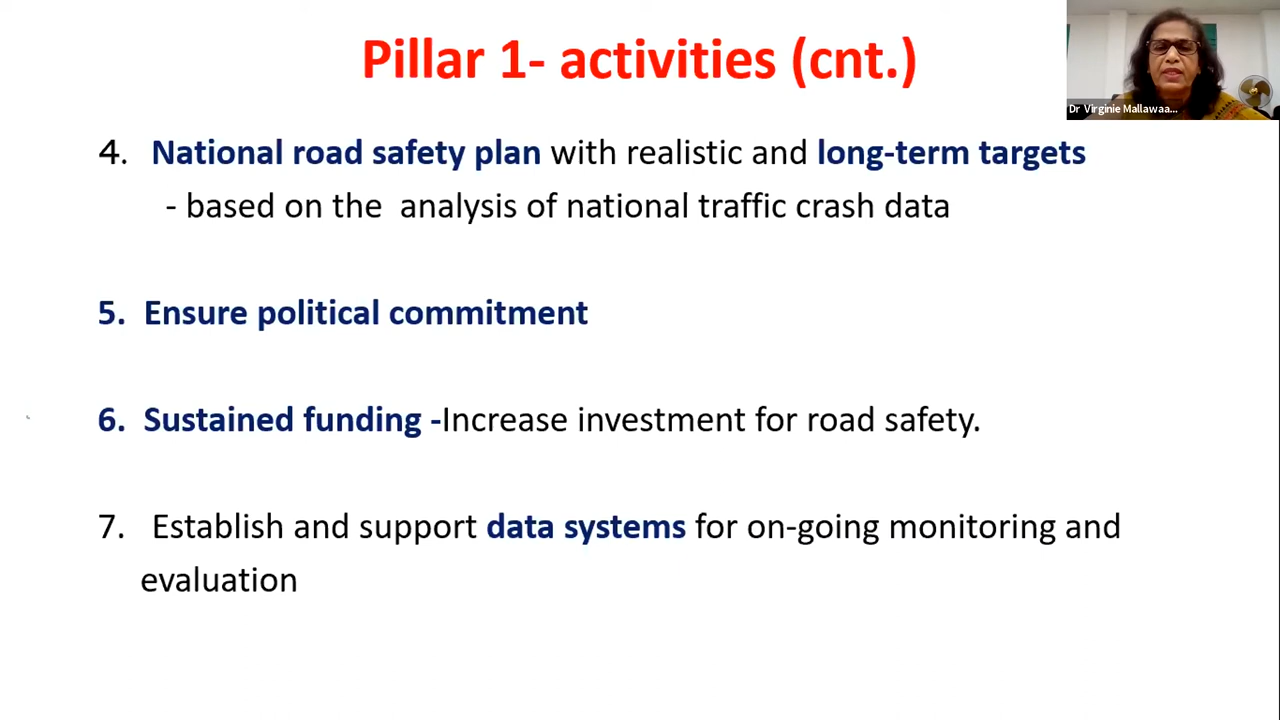 Pillar 1- activities (cnt.)
Dr Virginie Mallawaa...
4. National road safety plan with realistic and long-term targets
- based on the analysis of national traffic crash data
5. Ensure political commitment
6. Sustained funding -Increase investment for road safety.
7. Establish and support data systems for on-going monitoring and
evaluation